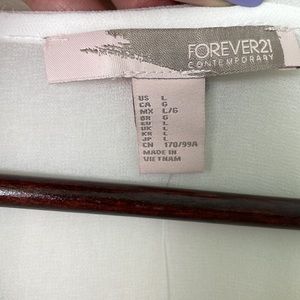 FOREVER21
CONTEMPORARY
US L
CA G
MX L/G
BR G
EU L
UK L
KR L
JP L
CN 170/99A
MADE IN
VIETNAM